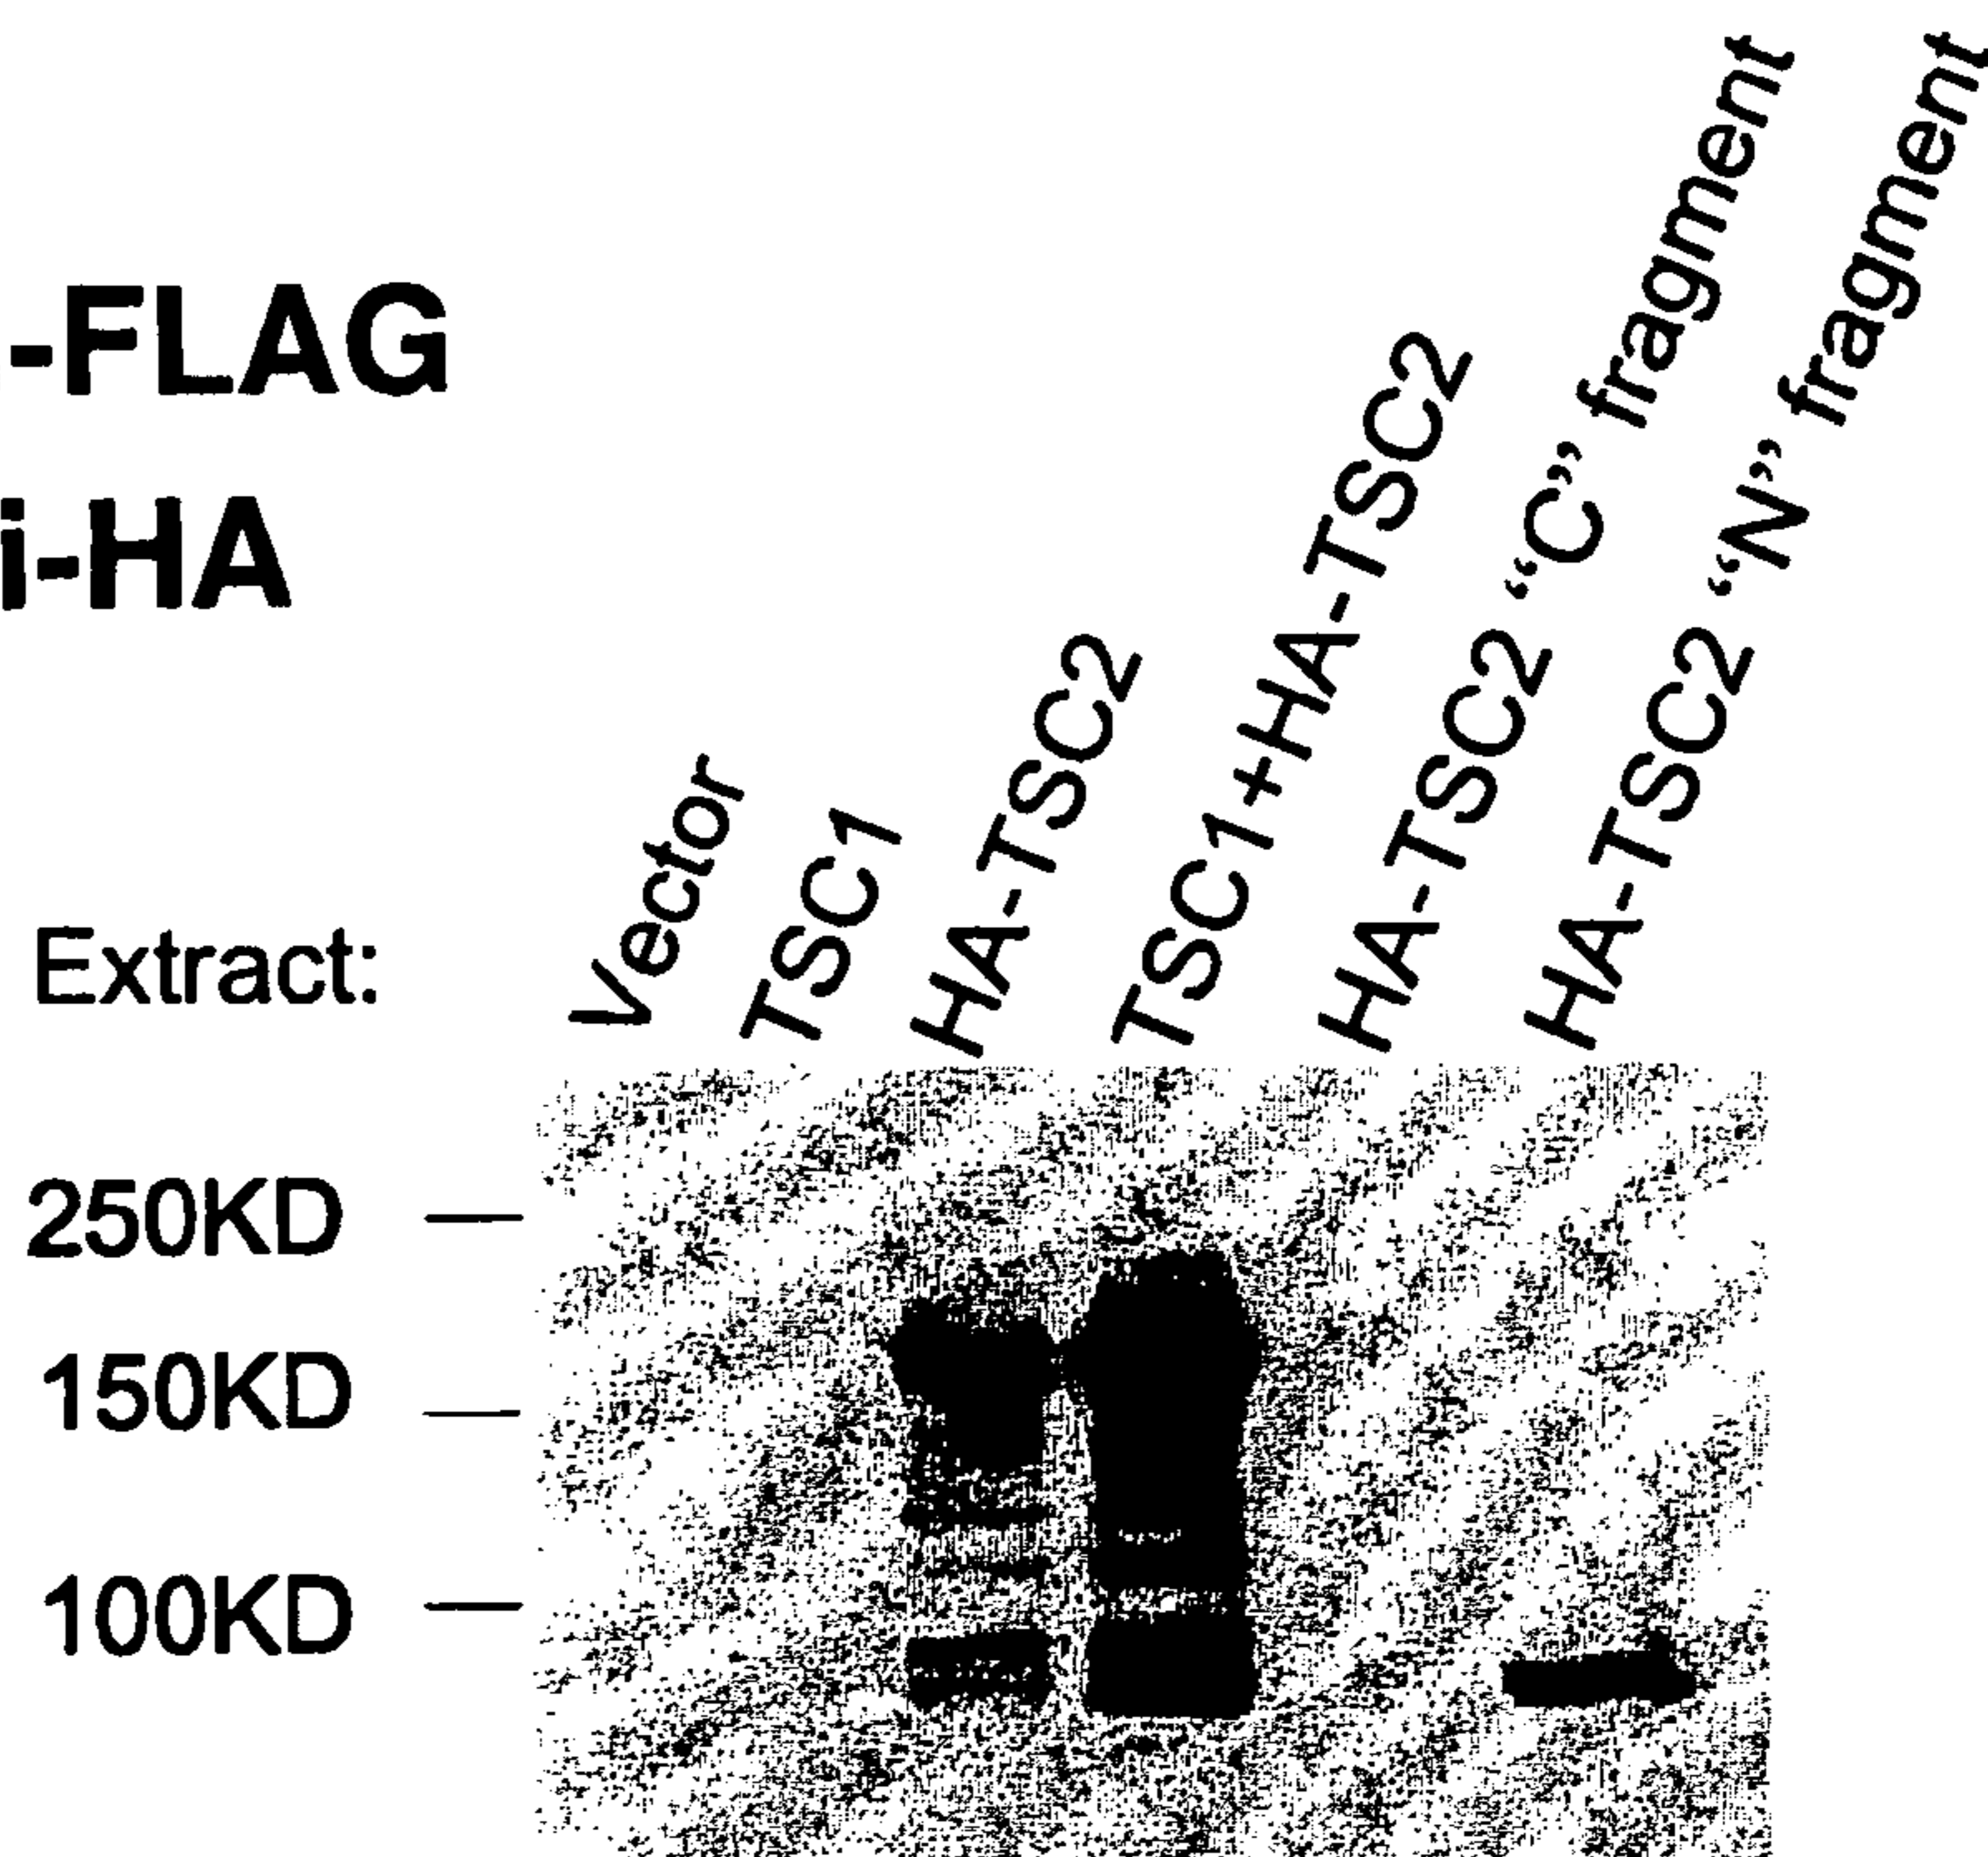 -FLAG
i-HA
Vector
TSC1
HA-TSC2
TSC1+HA-TSC2
HA-TSC2 “C” fragment
HA-TSC2 “N” fragment
Extract:
250KD
150KD
100KD